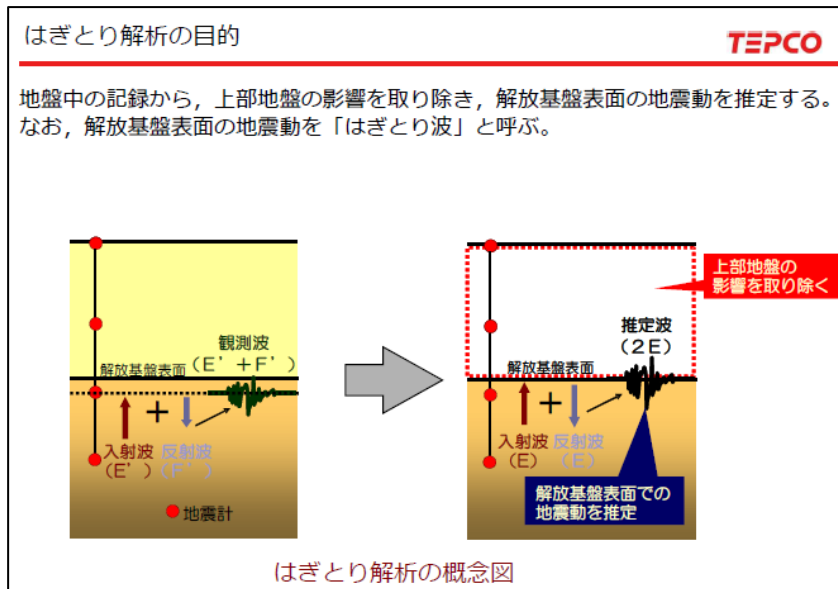 はぎとり解析の目的
TEPCO
地盤中の記録から，上部地盤の影響を取り除き，解放基盤表面の地震動を推定する。
なお，解放基盤表面の地震動を「はぎとり波」と呼ぶ。
観測波
解放基盤表面（E’＋F’）
＋
入射波 反射波
（E’）（F’）
地震計
上部地盤の
影響を取り除く
推定波
（2E）
解放基盤表面
＋
入射波 反射波
（E）（E）
解放基盤表面での
地震動を推定
はぎとり解析の概念図